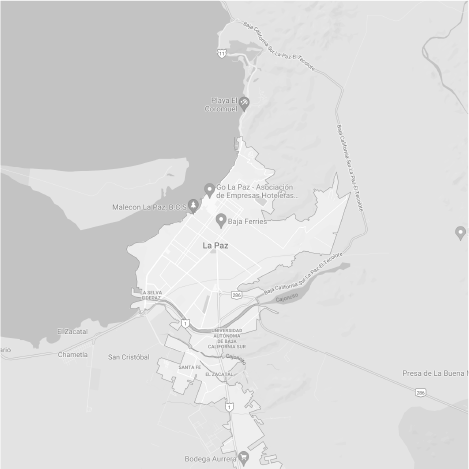 Baja California Sur La Paz-El Tecolote
11
Playa El
Coromuel
Baja California Sur La Paz-El Tecolote
Go La Paz - Asociación
de Empresas Hoteleras...
Malecon La Paz, B.C.S.
Baja Ferries
La Paz
Baja California Sur La Paz-El Tecolote
LA SELVA
286
Cajoncito
1
El Zacatal
UNIVERSIDAD
AUTÓNOMA
DE BAJA
CALIFORNIA SUR
Chametla
San Cristóbal
SANTA FE
EL ZACATAL
Presa de La Buena
286
1
Bodega Aurrera